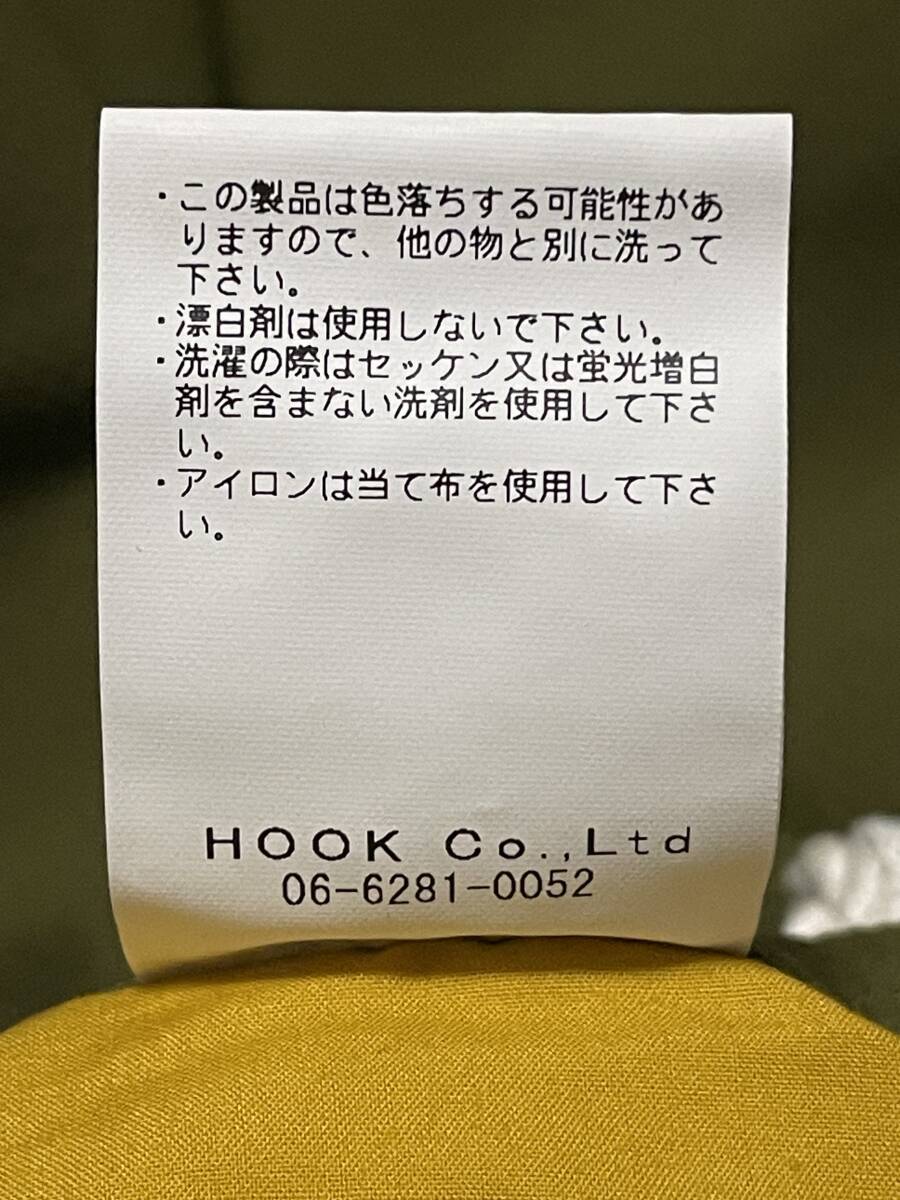 ・この製品は色落ちする可能性があ
りますので、他の物と別に洗って
下さい。
・漂白剤は使用しないで下さい。
・洗濯の際はセッケン又は蛍光増白
剤を含まない洗剤を使用して下さ
い。
・アイロンは当て布を使用して下さ
い。
HOOK Co.,Ltd
06-6281-0052